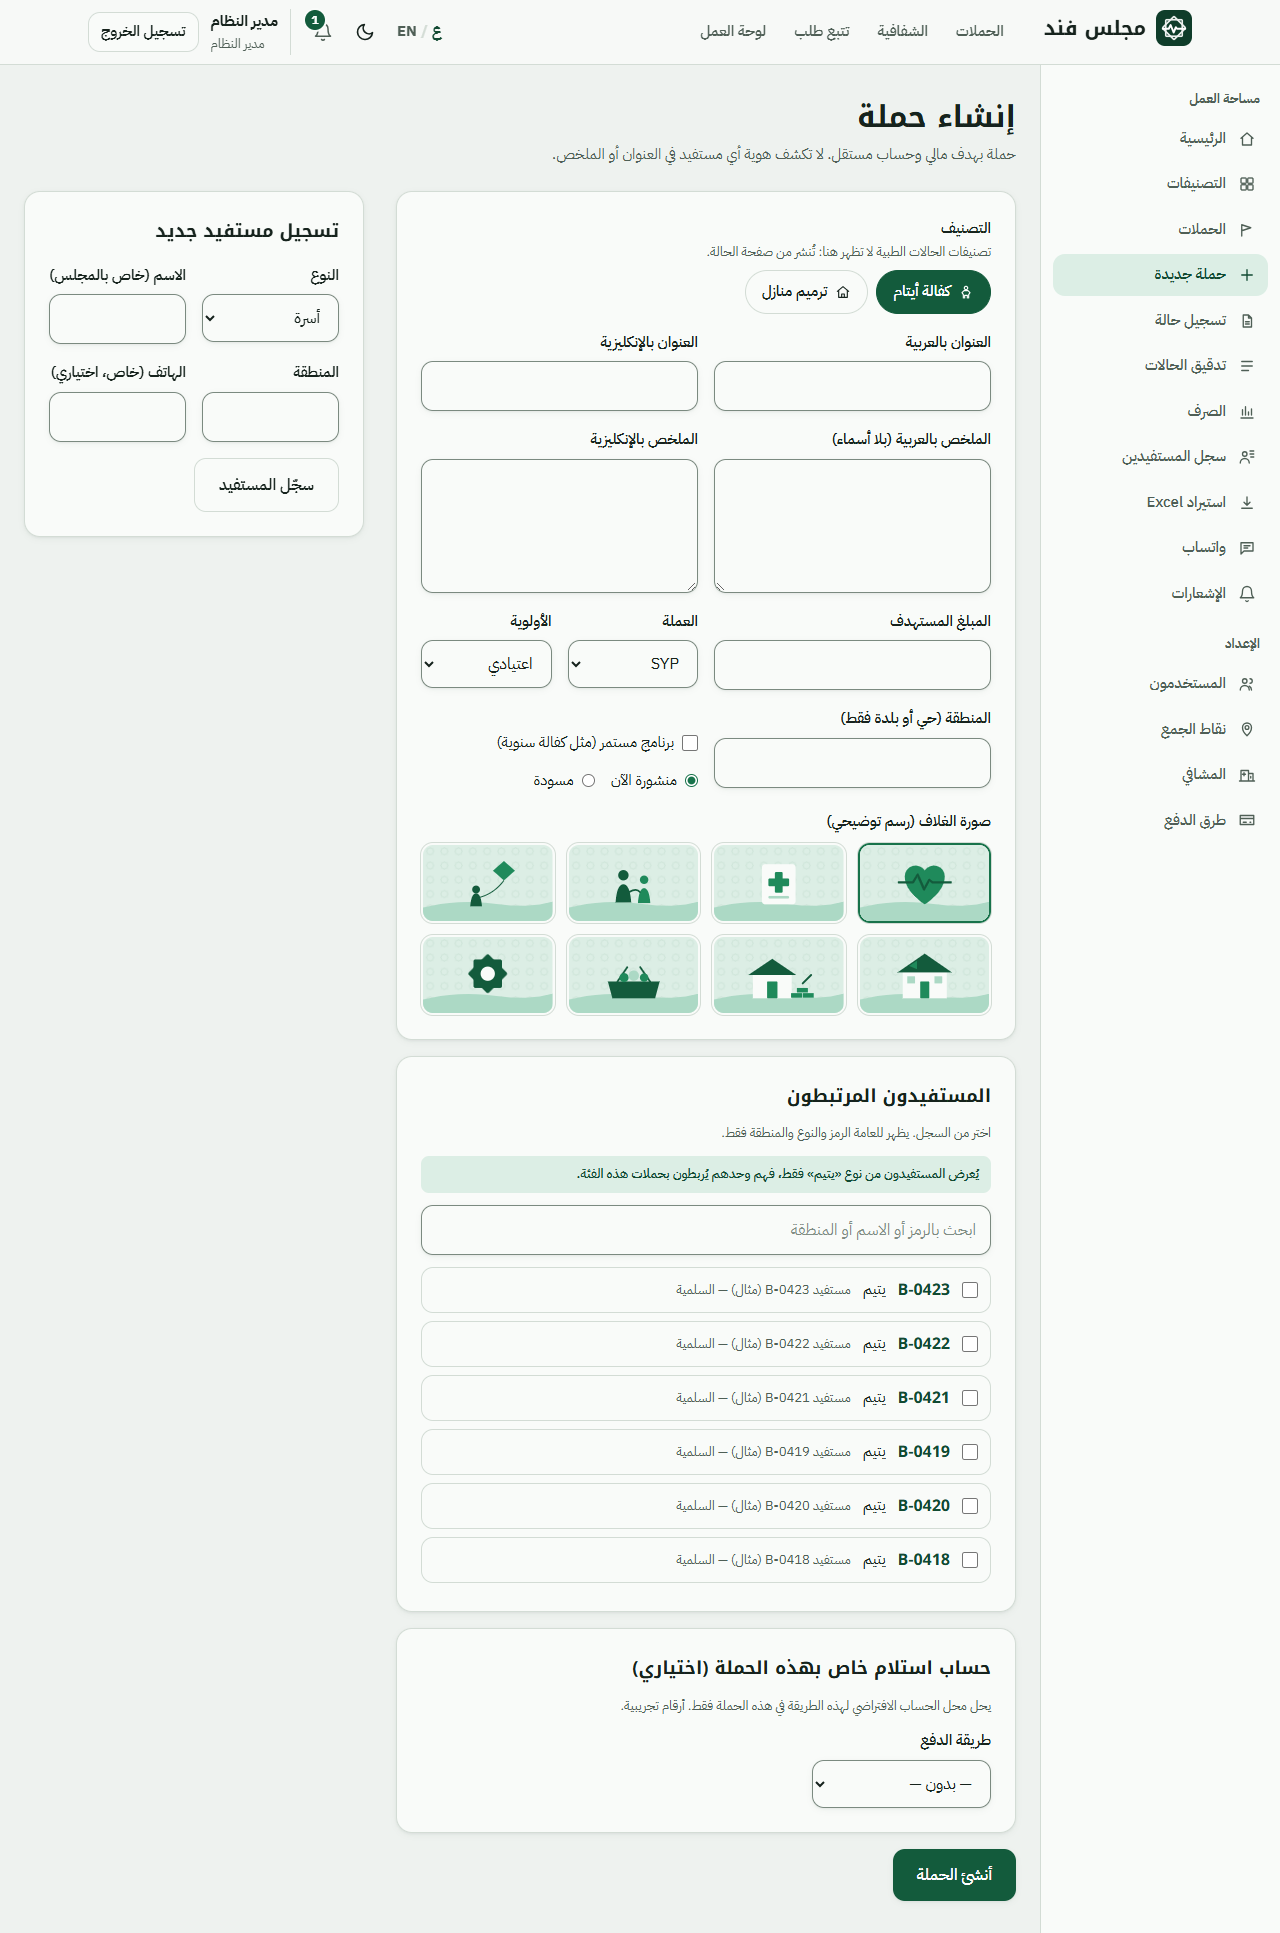 مجلس فند
الحملات
الشفافية
تتبع طلب
لوحة العمل
ع / EN
1
مدير النظام
مدير النظام
تسجيل الخروج
مساحة العمل
الرئيسية
التصنيفات
الحملات
حملة جديدة
تسجيل حالة
تدقيق الحالات
الصرف
سجل المستفيدين
استيراد Excel
واتساب
الإشعارات
الإعداد
المستخدمون
نقاط الجمع
المشافي
طرق الدفع
إنشاء حملة
حملة بهدف مالي وحساب مستقل. لا تكشف هوية أي مستفيد في العنوان أو الملخص.
التصنيف
تصنيفات الحالات الطبية لا تظهر هنا: تُنشر من صفحة الحالة.
كفالة أيتام
ترميم منازل
العنوان بالعربية
العنوان بالإنكليزية
الملخص بالعربية (بلا أسماء)
الملخص بالإنكليزية
المبلغ المستهدف
العملة
الأولوية
SYP
اعتيادي
المنطقة (حي أو بلدة فقط)
برنامج مستمر (مثل كفالة سنوية)
منشورة الآن
مسودة
صورة الغلاف (رسم توضيحي)
المستفيدون المرتبطون
اختر من السجل. يظهر للعامة الرمز والنوع والمنطقة فقط.
يُعرض المستفيدون من نوع «يتيم» فقط، فهم وحدهم يُربطون بحملات هذه الفئة.
ابحث بالرمز أو الاسم أو المنطقة
B-0423 يتيم مستفيد B-0423 (مثال) — السلمية
B-0422 يتيم مستفيد B-0422 (مثال) — السلمية
B-0421 يتيم مستفيد B-0421 (مثال) — السلمية
B-0419 يتيم مستفيد B-0419 (مثال) — السلمية
B-0420 يتيم مستفيد B-0420 (مثال) — السلمية
B-0418 يتيم مستفيد B-0418 (مثال) — السلمية
حساب استلام خاص بهذه الحملة (اختياري)
يحل محل الحساب الافتراضي لهذه الطريقة في هذه الحملة فقط. أرقام تجريبية.
طريقة الدفع
— بدون —
أنشئ الحملة
تسجيل مستفيد جديد
النوع
الاسم (خاص بالمجلس)
أسرة
المنطقة
الهاتف (خاص، اختياري)
سجّل المستفيد